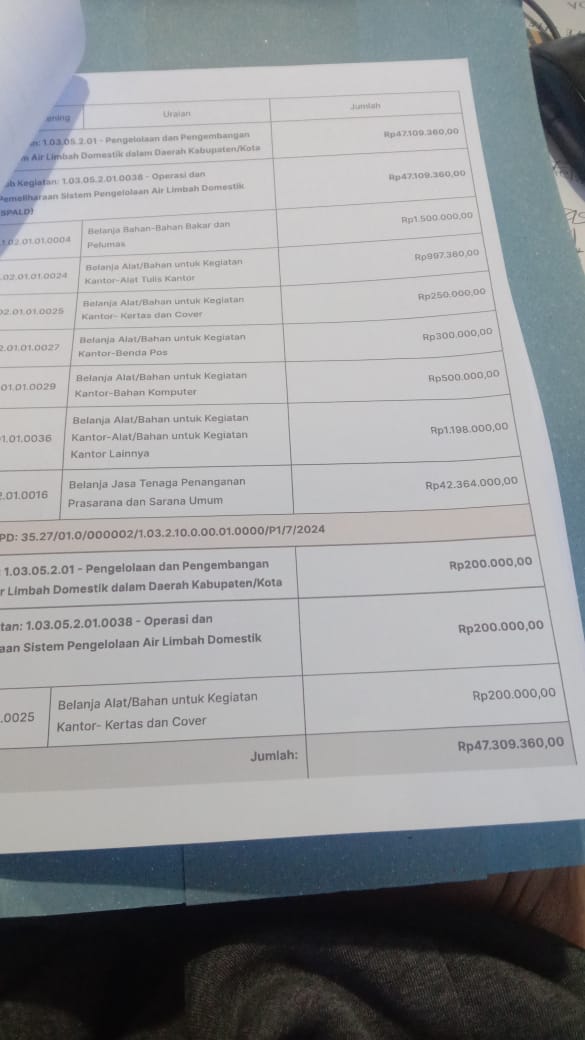 ening Uraian Jumlah
n: 1.03.05.2.01 - Pengelolaan dan Pengembangan
m Air Limbah Domestik dalam Daerah Kabupaten/Kota
Rp47.109.360,00
ub Kegiatan: 1.03.05.2.01.0038 - Operasi dan
Pemeliharaan Sistem Pengelolaan Air Limbah Domestik
SPALD)
Rp47.109.360,00
1.02.01.01.0004
Belanja Bahan-Bahan Bakar dan
Pelumas
Rp1.500.000,00
.02.01.01.0024
Belanja Alat/Bahan untuk Kegiatan
Kantor-Alat Tulis Kantor
Rp997.360,00
02.01.01.0025
Belanja Alat/Bahan untuk Kegiatan
Kantor- Kertas dan Cover
Rp250.000,00
2.01.01.0027
Belanja Alat/Bahan untuk Kegiatan
Kantor-Benda Pos
Rp300.000,00
01.01.0029
Belanja Alat/Bahan untuk Kegiatan
Kantor-Bahan Komputer
Rp500.000,00
1.01.0036
Belanja Alat/Bahan untuk Kegiatan
Kantor-Alat/Bahan untuk Kegiatan
Kantor Lainnya
Rp1.198.000,00
2.01.0016
Belanja Jasa Tenaga Penanganan
Prasarana dan Sarana Umum
Rp42.364.000,00
PD: 35.27/01.0/000002/1.03.2.10.0.00.01.0000/P1/7/2024
: 1.03.05.2.01 - Pengelolaan dan Pengembangan
r Limbah Domestik dalam Daerah Kabupaten/Kota
Rp200.000,00
tan: 1.03.05.2.01.0038 - Operasi dan
aan Sistem Pengelolaan Air Limbah Domestik
Rp200.000,00
.0025
Belanja Alat/Bahan untuk Kegiatan
Kantor- Kertas dan Cover
Rp200.000,00
Jumlah: Rp47.309.360,00